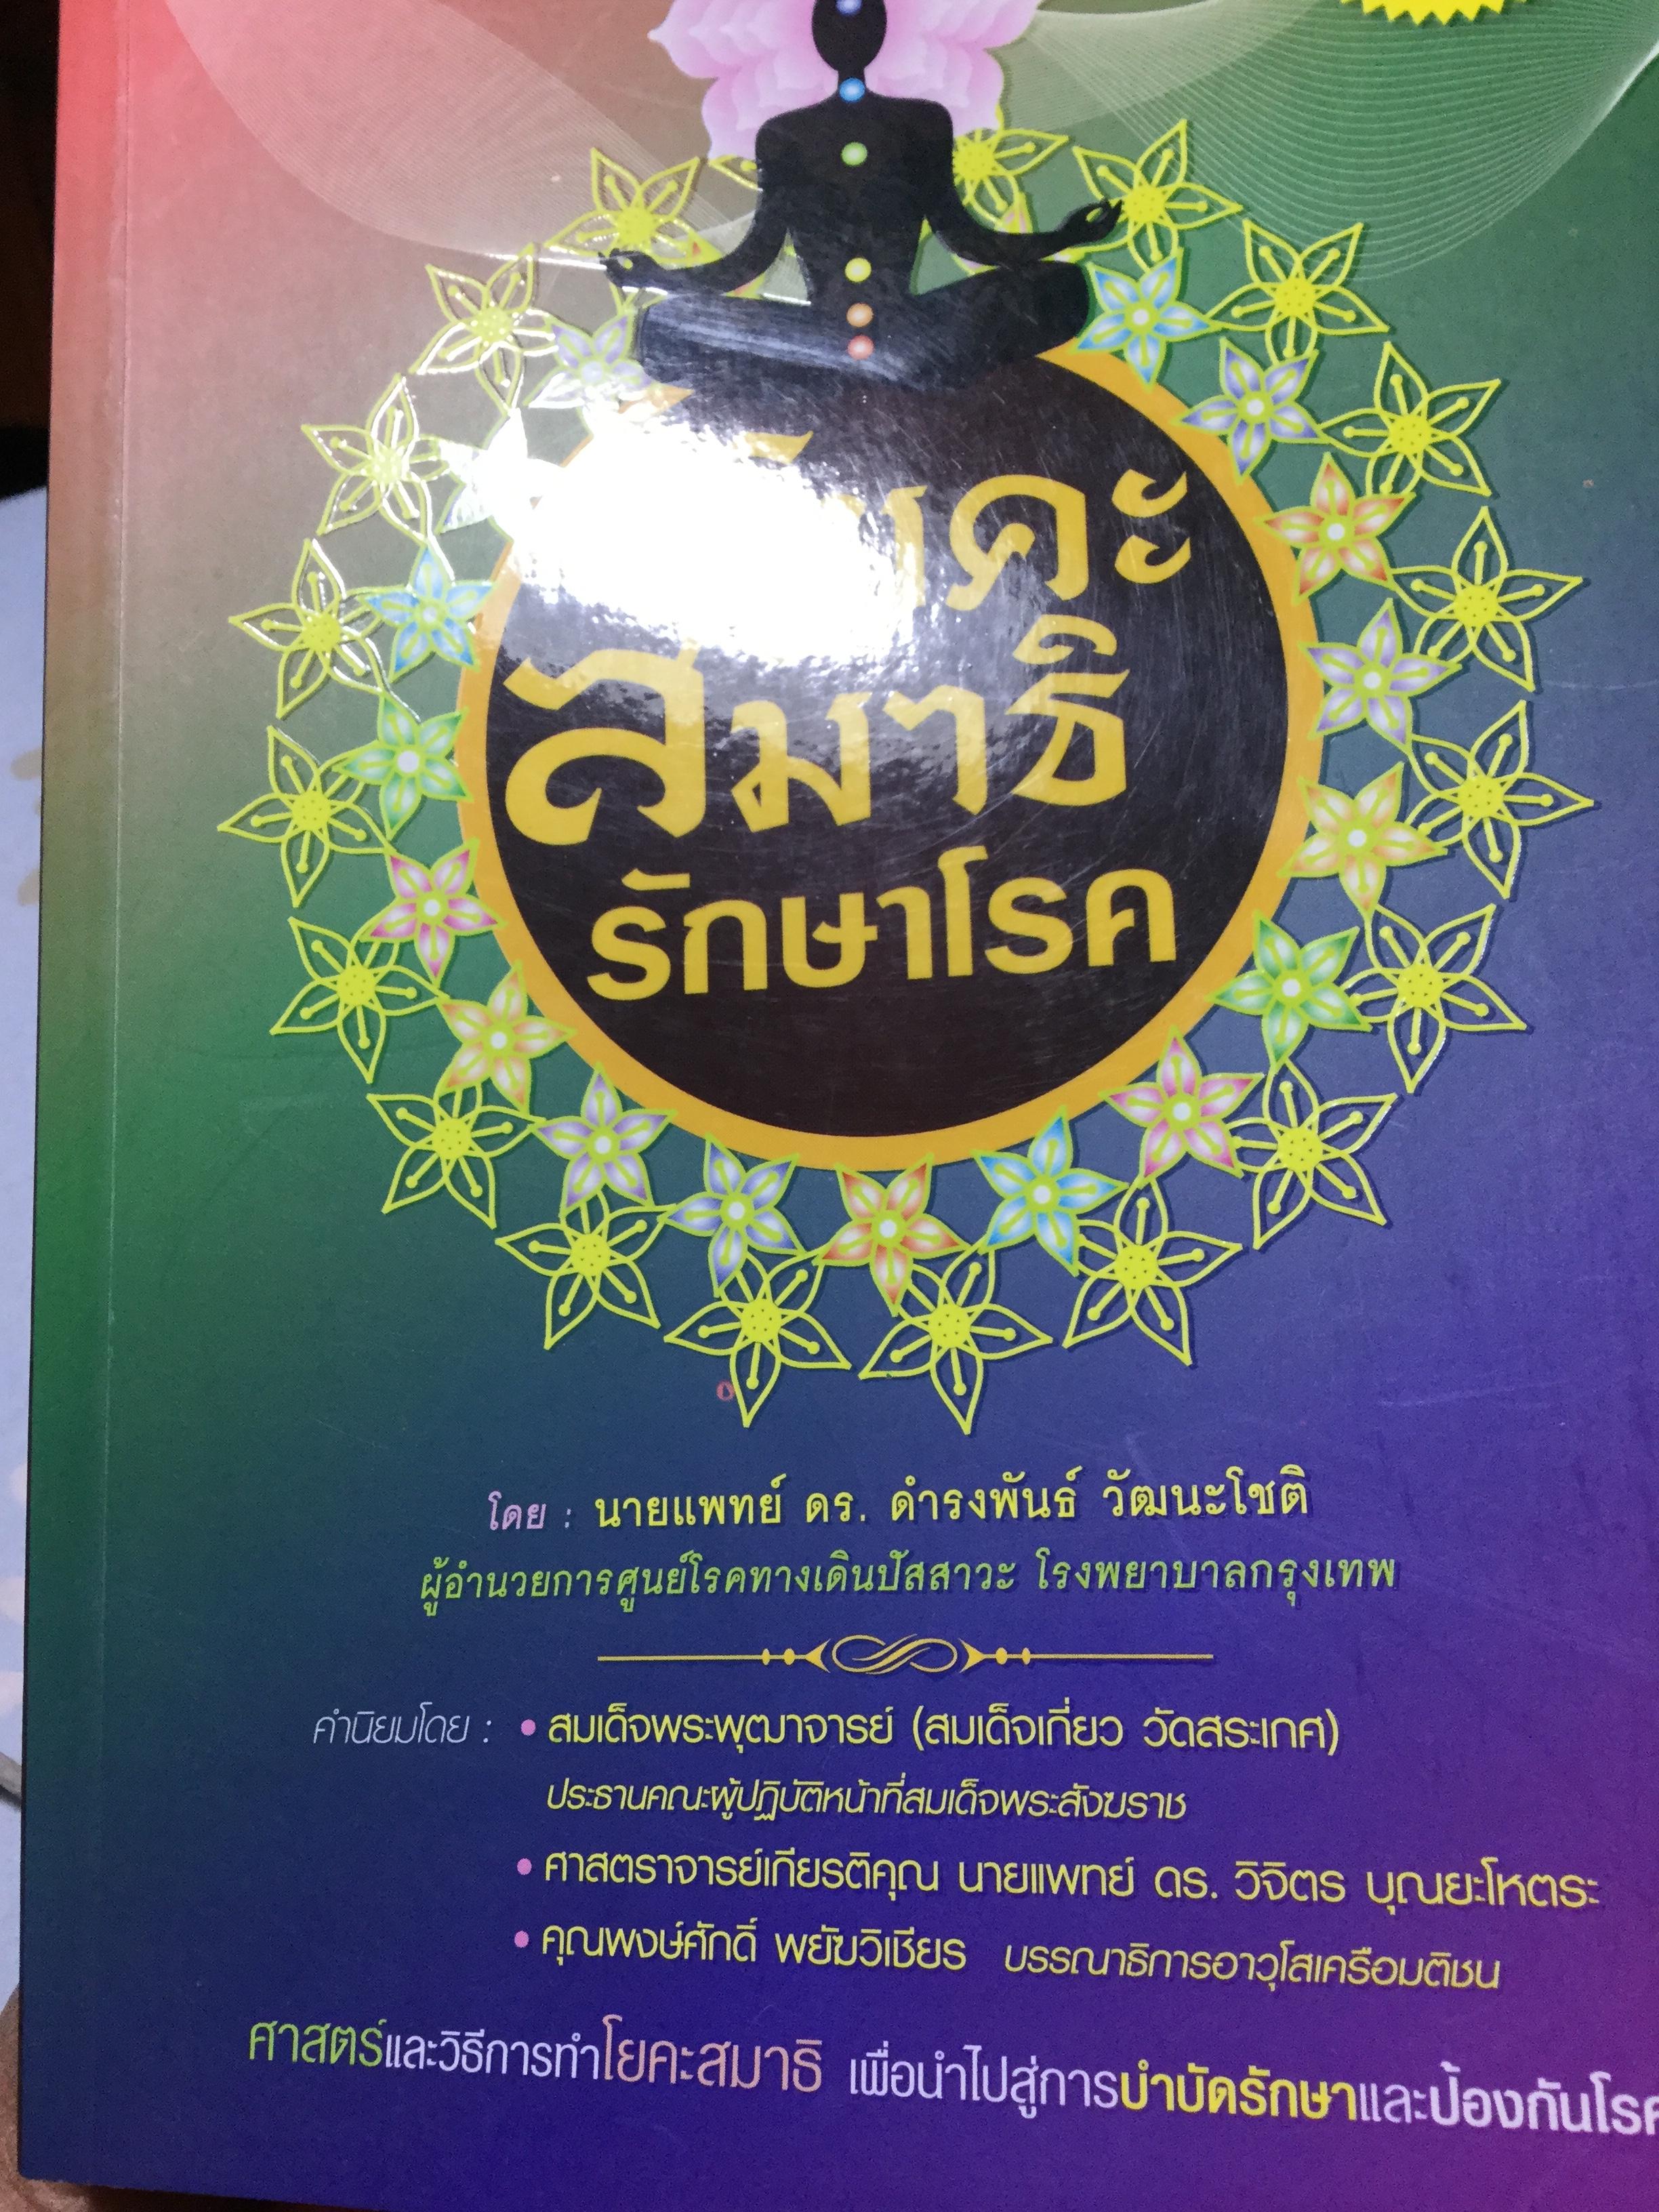 สมาธิ
รักษาโรค
โดย : นายแพทย์ ดร. ดำรงพันธ์ วัฒนะโชติ
ผู้อำนวยการศูนย์โรคทางเดินปัสสาวะ โรงพยาบาลกรุงเทพ
คำนิยมโดย : • สมเด็จพระพุฒาจารย์ (สมเด็จเกี่ยว วัดสระเกศ)
ประธานคณะผู้ปฏิบัติหน้าที่สมเด็จพระสังฆราช
• ศาสตราจารย์เกียรติคุณ นายแพทย์ ดร. วิจิตร บุณยะโหตระ
• คุณพงษ์ศักดิ์ พยัฆวิเชียร บรรณาธิการอาวุโสเครือมติชน
ศาสตร์และวิธีการทำโยคะสมาธิ เพื่อนำไปสู่การบำบัดรักษาและป้องกันโรค